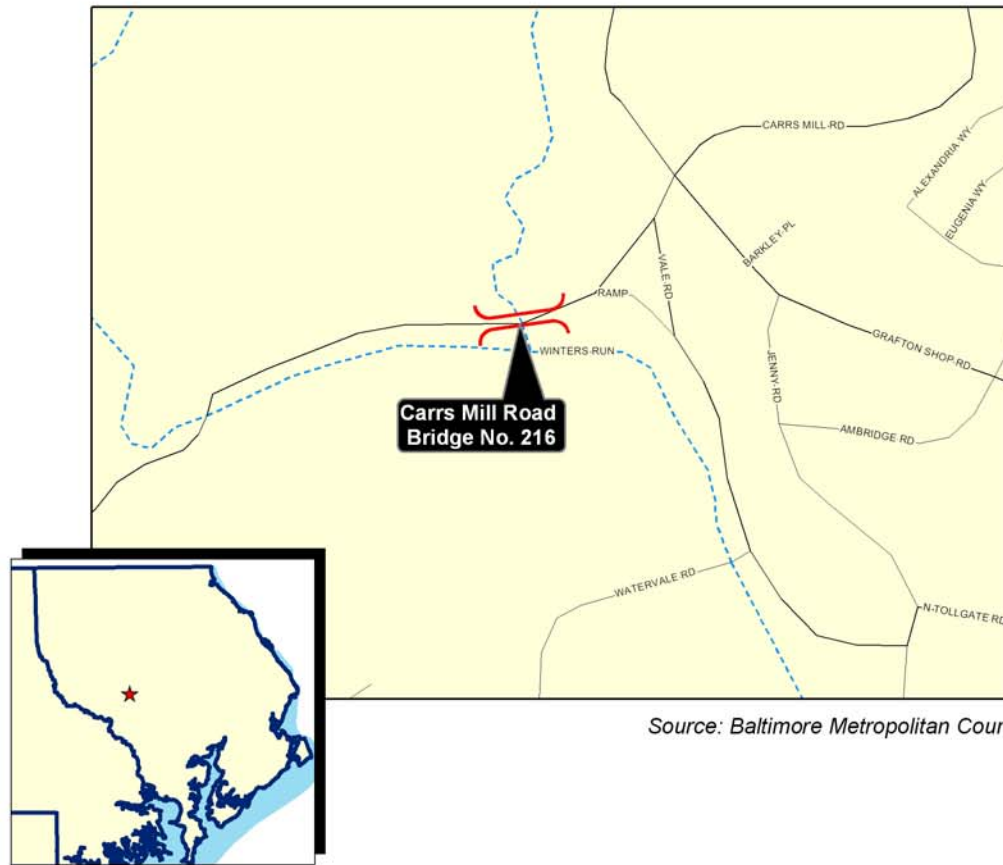 CARRS MILL RD
ALEXANDRIA WY
EUGENIA WY
BARKLEY PL
VALE RD
RAMP
WINTERS RUN
GRAFTON SHOP RD
JENNY RD
Carrs Mill Road
Bridge No. 216
AMBRIDGE RD
WATERVALE RD
N TOLLGATE RD
Source: Baltimore Metropolitan Coun